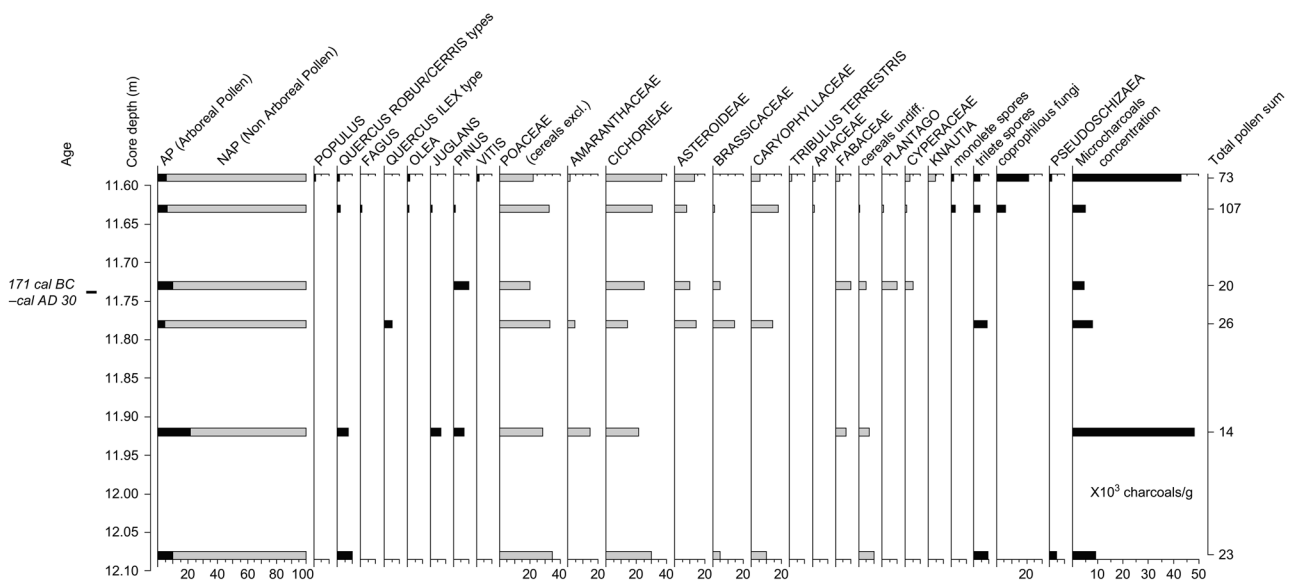 Age
Core depth (m)
AP (Arboreal Pollen)
NAP (Non Arboreal Pollen)
POPULUS
QUERCUS ROBUR/CERRIS types
FAGUS
QUERCUS ILEX type
OLEA
JUGLANS
PINUS
VITIS
POACEAE
(cereals excl.)
AMARANTHACEAE
CICHORIEAE
ASTEROIDEAE
BRASSICACEAE
CARYOPHYLLACEAE
TRIBULUS TERRESTRIS
APIACEAE
FABACEAE
cereals undiff.
PLANTAGO
CYPERACEAE
KNAUTIA
monolete spores
trilete spores
coprophilous fungi
PSEUDOSCHIZAEA
Microcharcoals
concentration
Total pollen sum
11.60 73
11.65 107
11.70
171 cal BC
–cal AD 30
20
11.75
11.80 26
11.85
11.90
14
11.95
12.00
X10³ charcoals/g
12.05
23
12.10
20 40 60 80 100 20 40 20 20 40 20 20 20 20 10 20 30 40 50